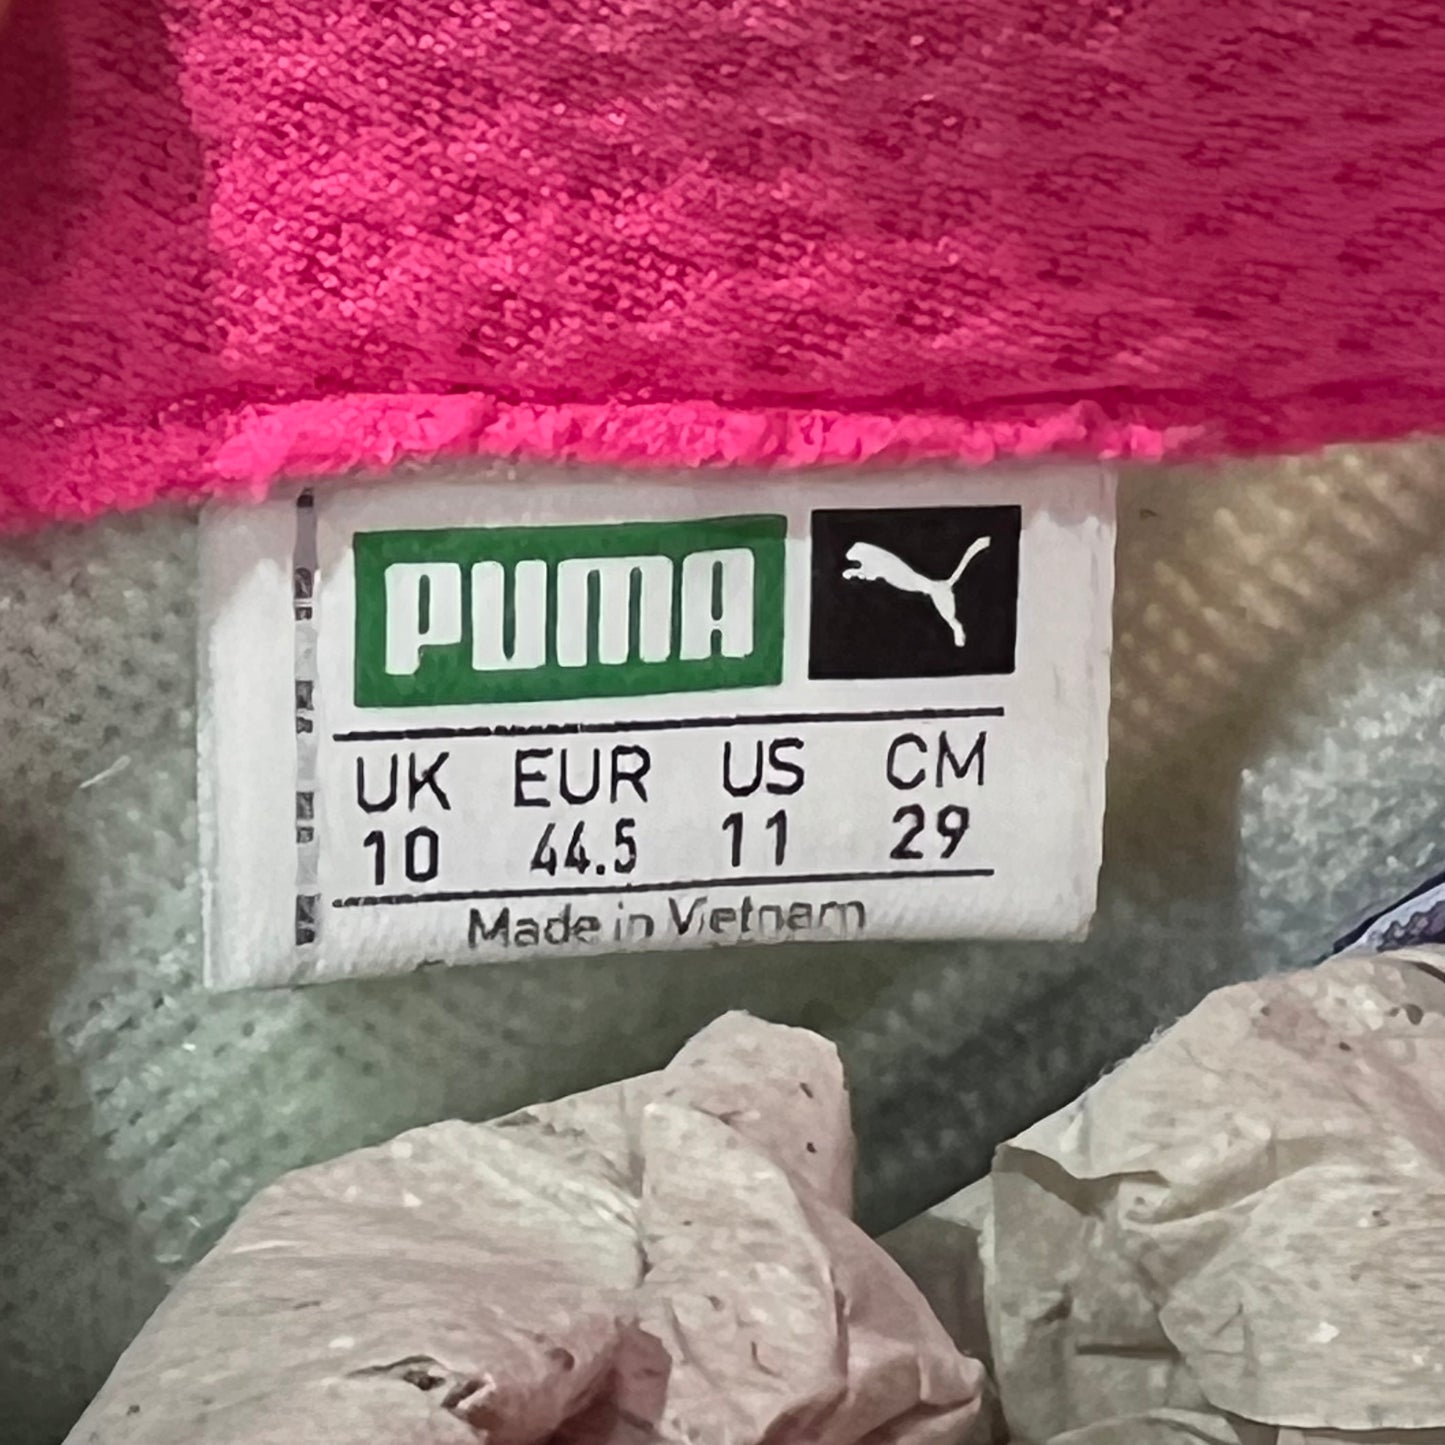 PUMA
UK EUR US CM
10 44.5 11 29
Made in Vietnam